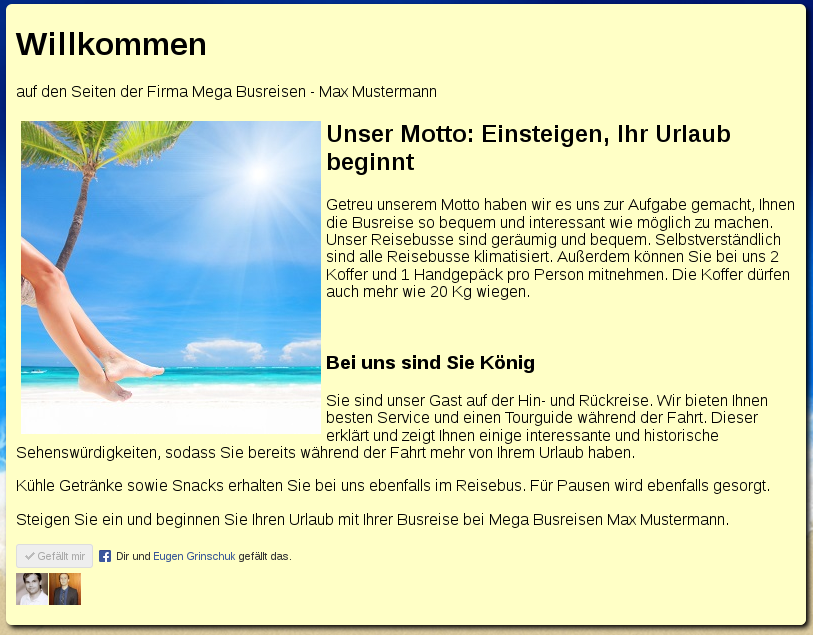 Willkommen
auf den Seiten der Firma Mega Busreisen - Max Mustermann
Unser Motto: Einsteigen, Ihr Urlaub
beginnt
Getreu unserem Motto haben wir es uns zur Aufgabe gemacht, Ihnen
die Busreise so bequem und interessant wie möglich zu machen.
Unser Reisebusse sind geräumig und bequem. Selbstverständlich
sind alle Reisebusse klimatisiert. Außerdem können Sie bei uns 2
Koffer und 1 Handgepäck pro Person mitnehmen. Die Koffer dürfen
auch mehr wie 20 Kg wiegen.
Bei uns sind Sie König
Sie sind unser Gast auf der Hin- und Rückreise. Wir bieten Ihnen
besten Service und einen Tourguide während der Fahrt. Dieser
erklärt und zeigt Ihnen einige interessante und historische
Sehenswürdigkeiten, sodass Sie bereits während der Fahrt mehr von Ihrem Urlaub haben.
Kühle Getränke sowie Snacks erhalten Sie bei uns ebenfalls im Reisebus. Für Pausen wird ebenfalls gesorgt.
Steigen Sie ein und beginnen Sie Ihren Urlaub mit Ihrer Busreise bei Mega Busreisen Max Mustermann.
Gefällt mir Dir und Eugen Grinschuk gefällt das.